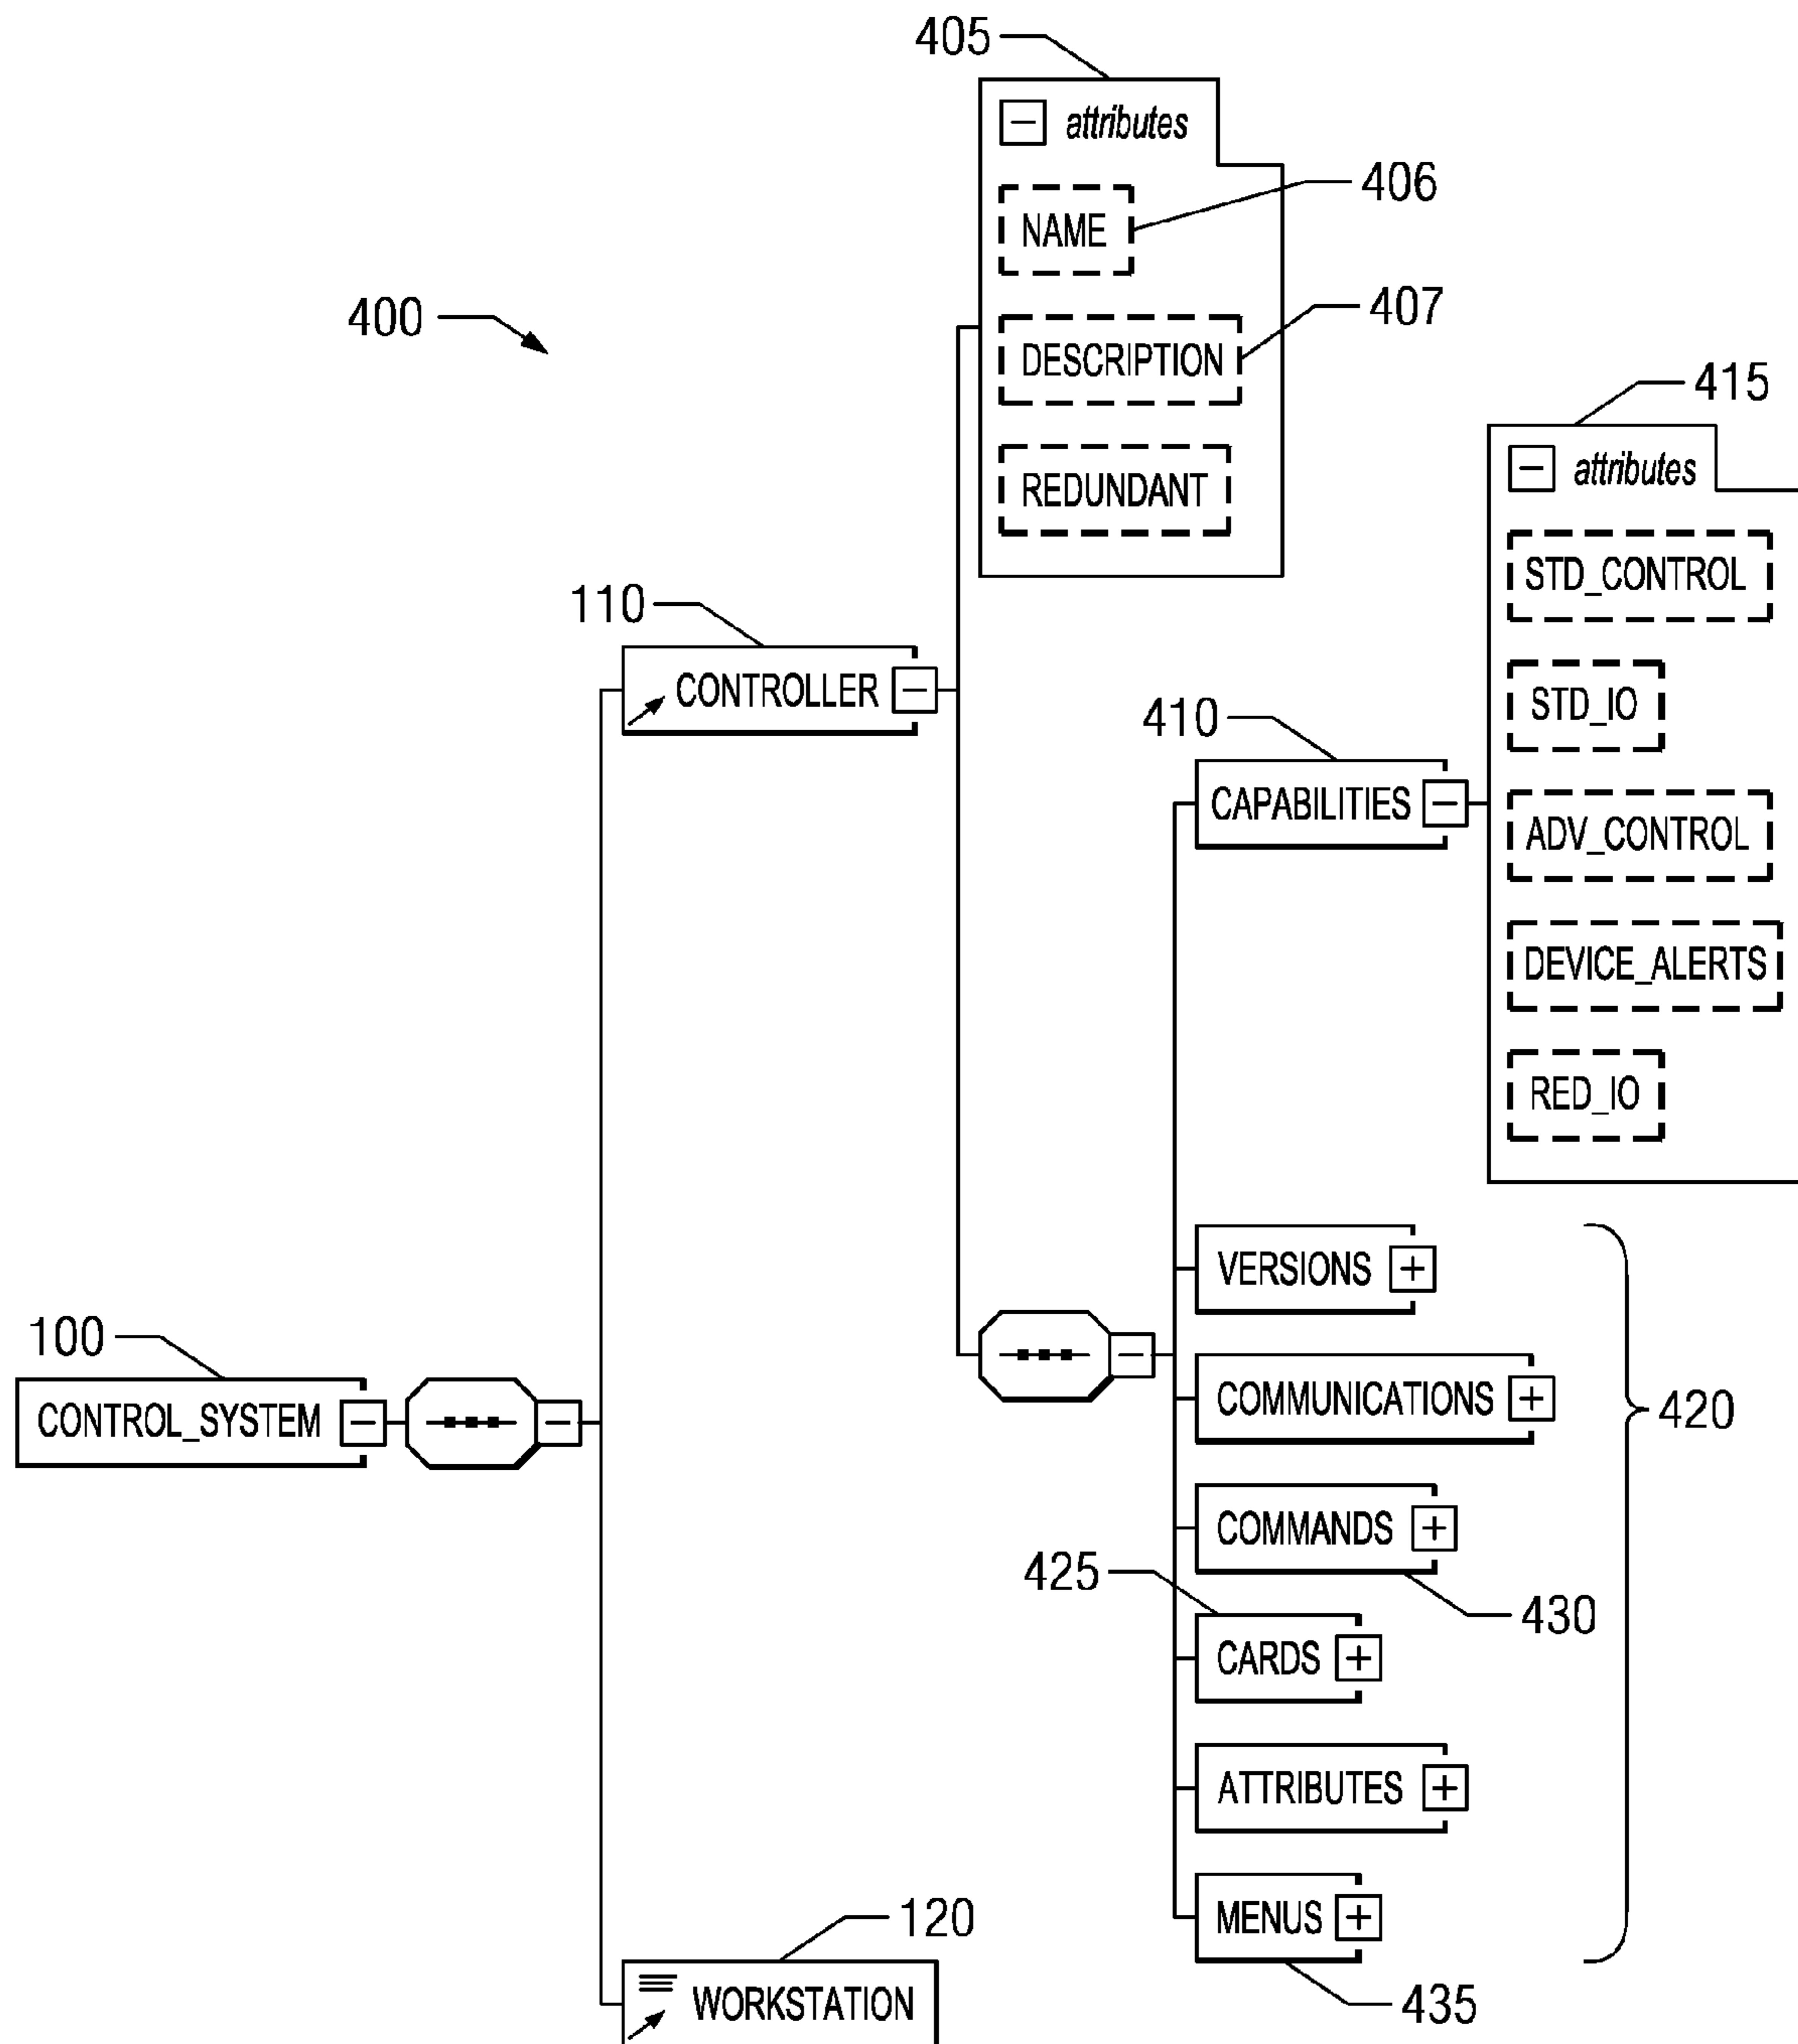 405
attributes
NAME
406
400
DESCRIPTION
407
REDUNDANT
415
attributes
STD_CONTROL
STD_IO
ADV_CONTROL
DEVICE_ALERTS
RED_IO
110
CONTROLLER
410
CAPABILITIES
VERSIONS
100
CONTROL_SYSTEM
COMMUNICATIONS
420
COMMANDS
430
425
CARDS
ATTRIBUTES
MENUS
435
120
WORKSTATION